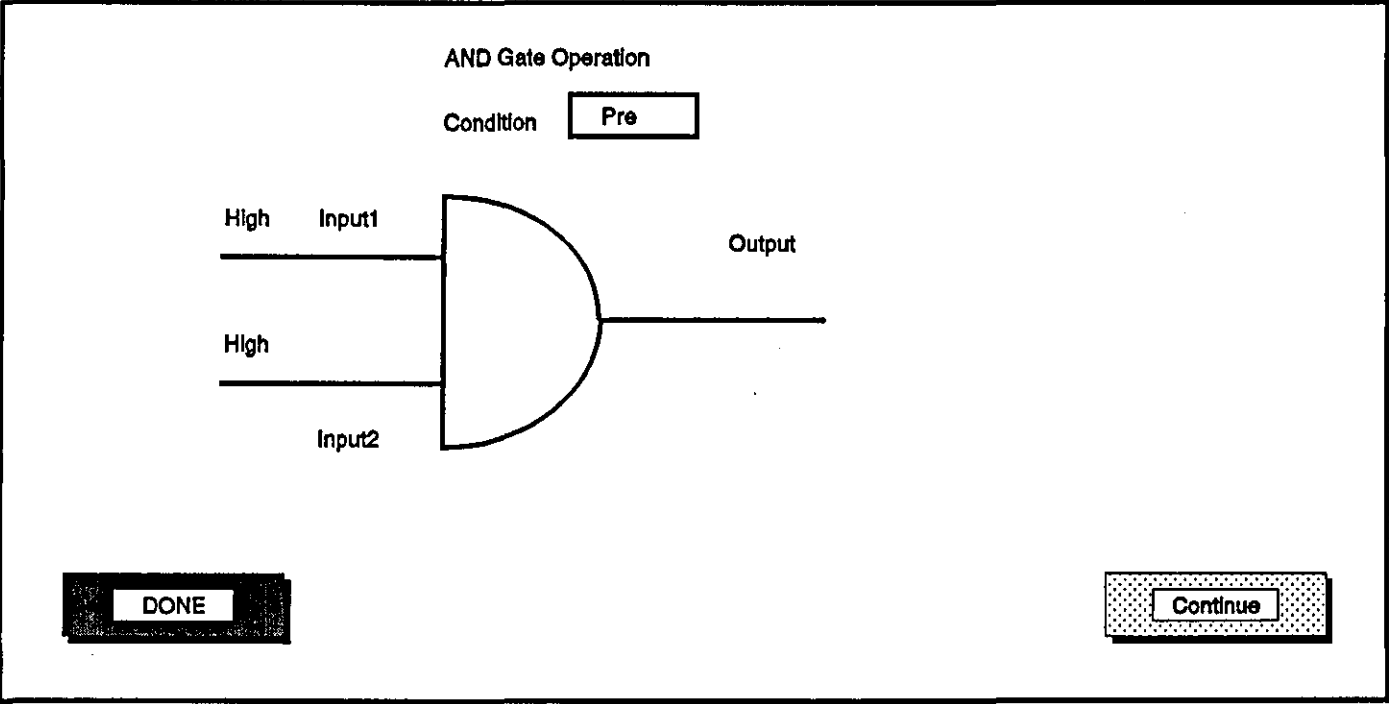 AND Gate Operation
Condition Pre
High Input1
Output
High
Input2
DONE
Continue